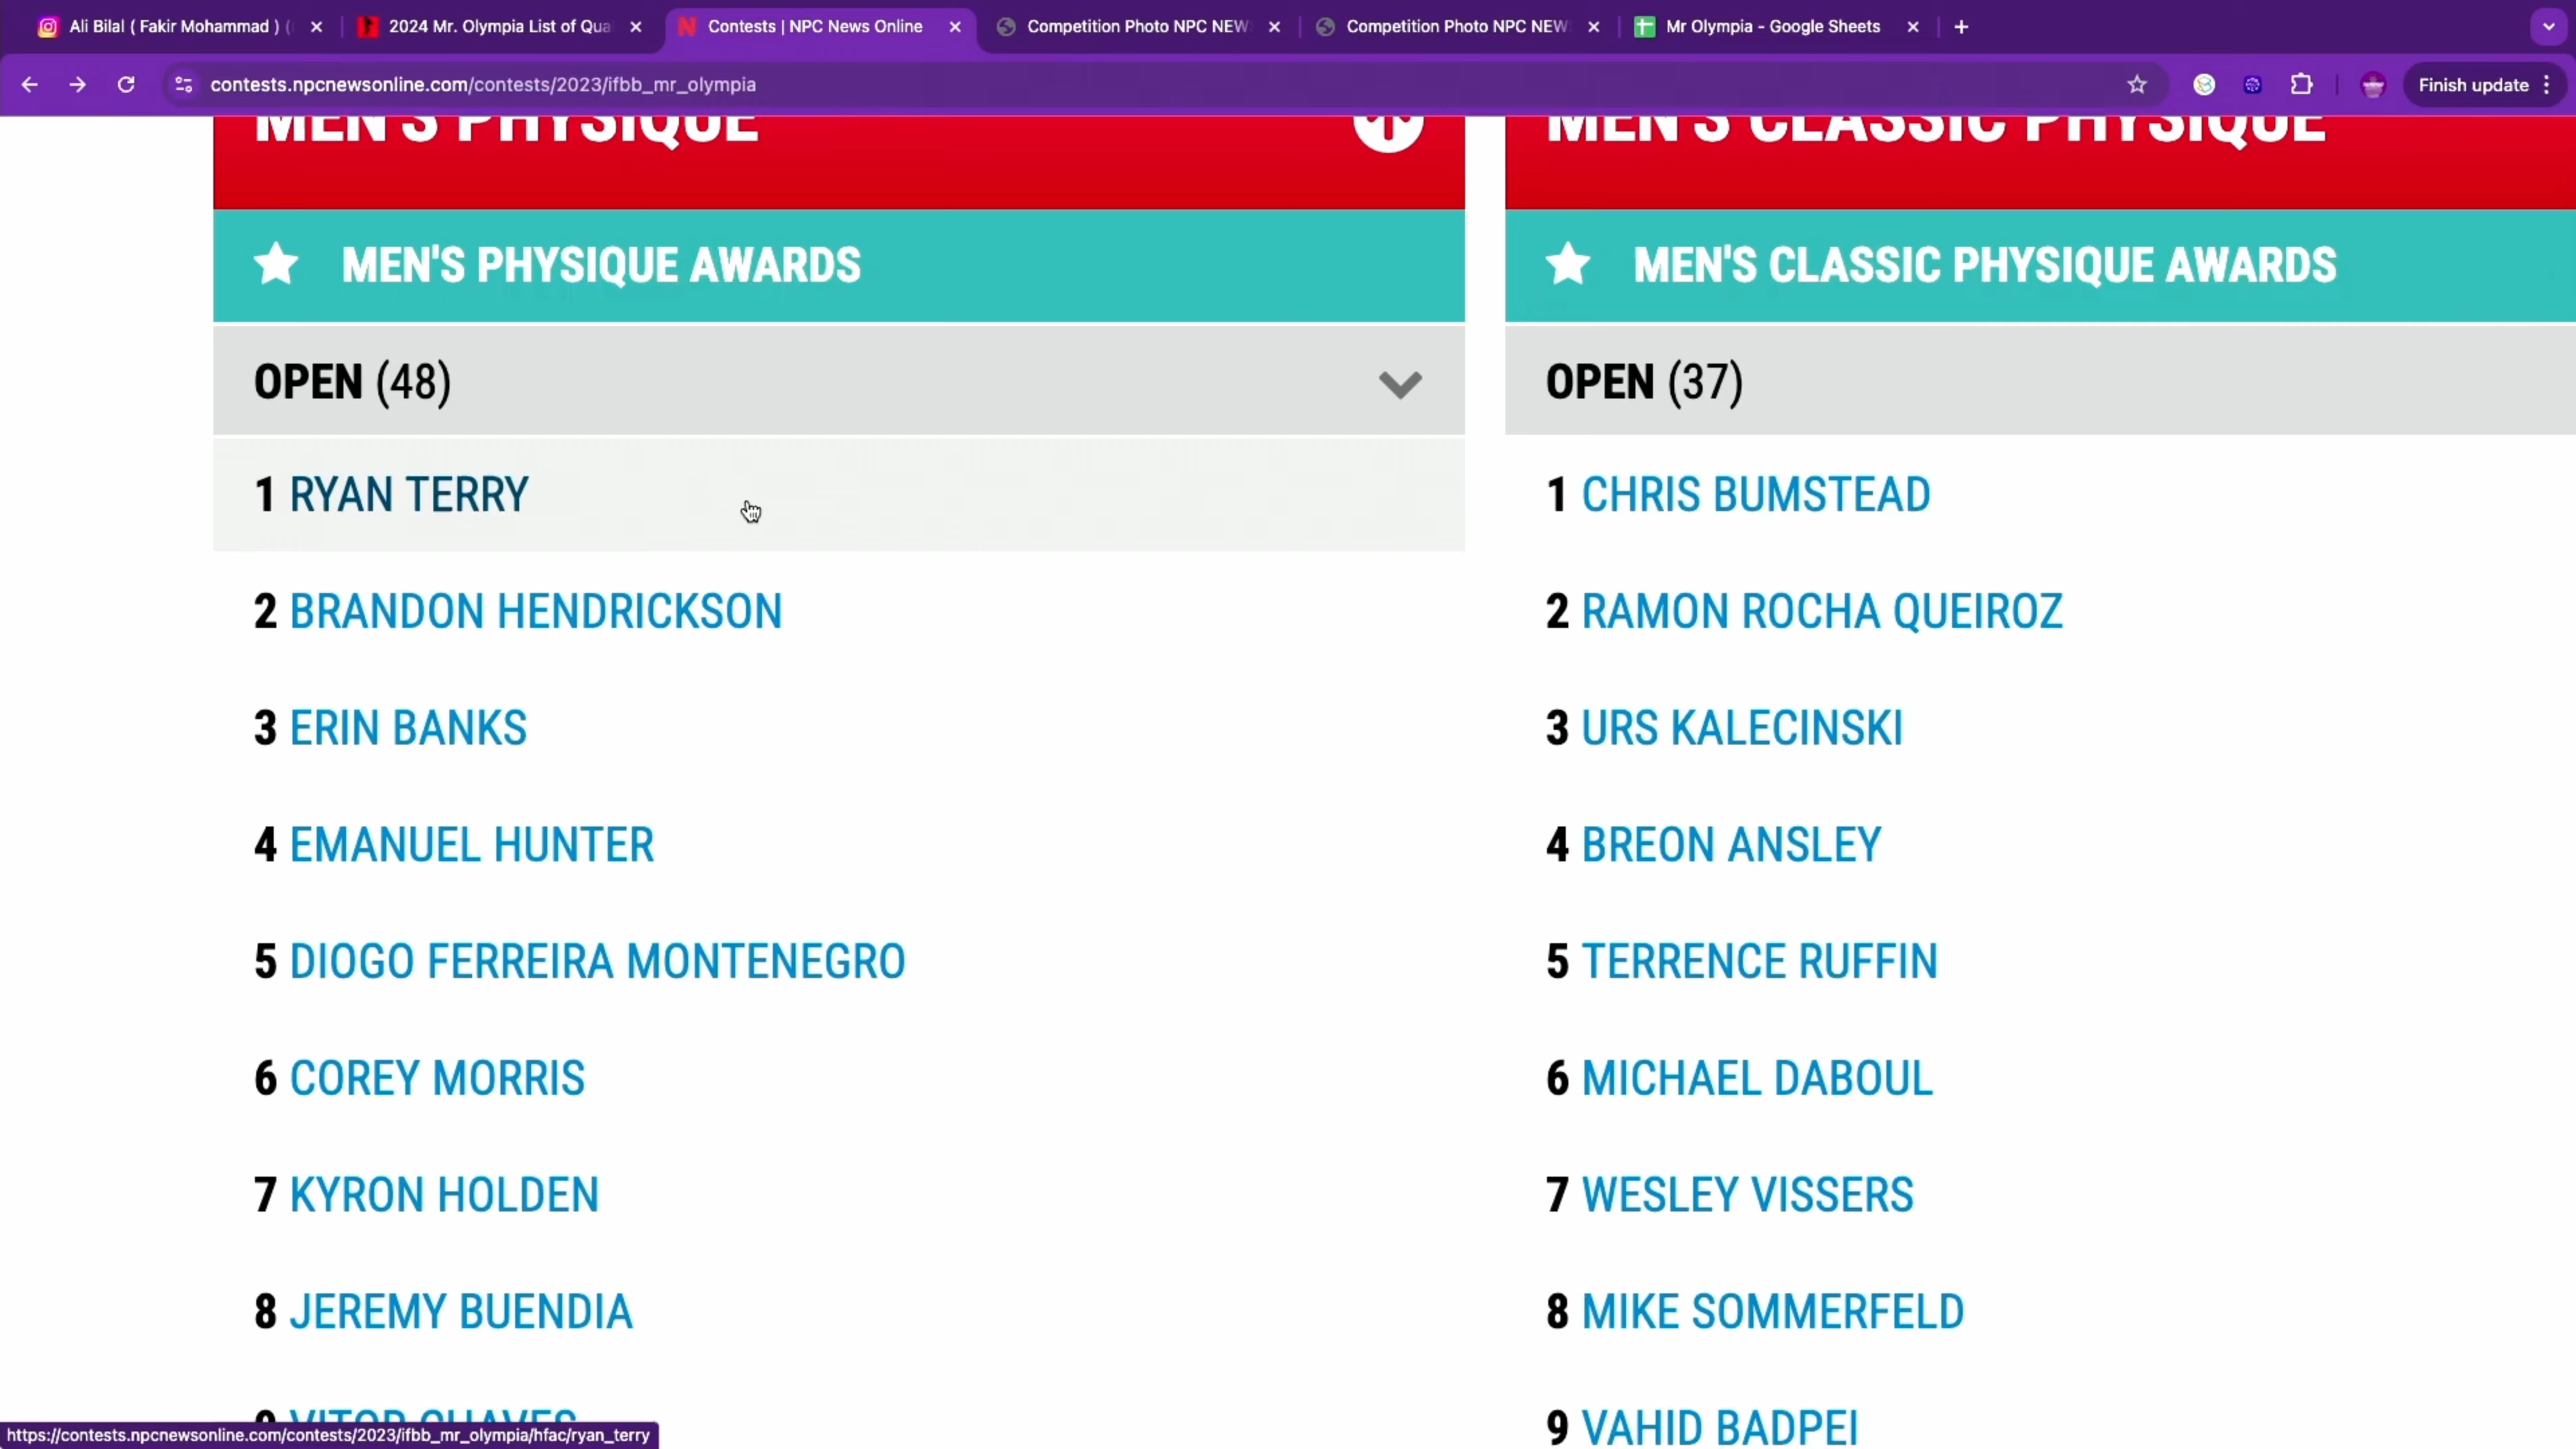 Ali Bilal ( Fakir Mohammad ) (
2024 Mr. Olympia List of Qua
Contests | NPC News Online
Competition Photo NPC NEW
Competition Photo NPC NEW
Mr Olympia - Google Sheets
contests.npcnewsonline.com/contests/2023/ifbb_mr_olympia
Finish update
MEN'S PHYSIQUE
MEN'S PHYSIQUE AWARDS
OPEN (48)
1 RYAN TERRY
2 BRANDON HENDRICKSON
3 ERIN BANKS
4 EMANUEL HUNTER
5 DIOGO FERREIRA MONTENEGRO
6 COREY MORRIS
7 KYRON HOLDEN
8 JEREMY BUENDIA
9 VITOR CHAVES
MEN'S CLASSIC PHYSIQUE
MEN'S CLASSIC PHYSIQUE AWARDS
OPEN (37)
1 CHRIS BUMSTEAD
2 RAMON ROCHA QUEIROZ
3 URS KALECINSKI
4 BREON ANSLEY
5 TERRENCE RUFFIN
6 MICHAEL DABOUL
7 WESLEY VISSERS
8 MIKE SOMMERFELD
9 VAHID BADPEI
https://contests.npcnewsonline.com/contests/2023/ifbb_mr_olympia/hfac/ryan_terry